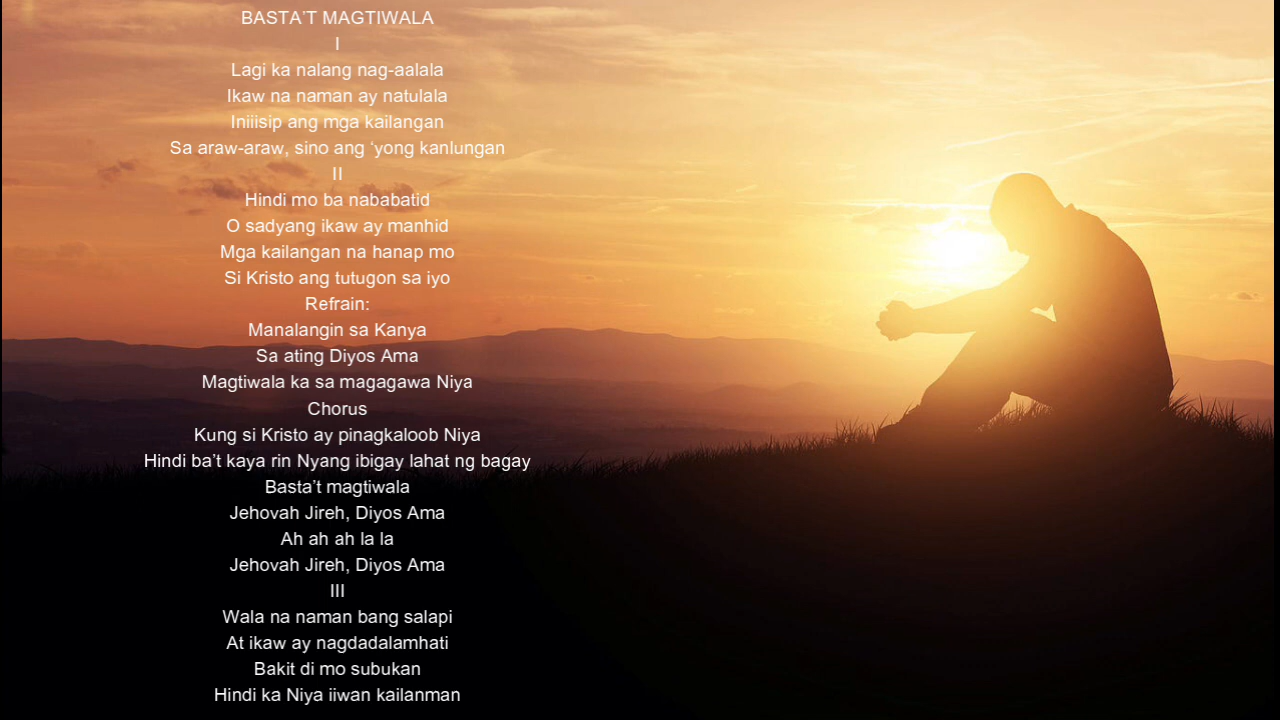 BASTA’T MAGTIWALA
I
Lagi ka nalang nag-aalala
Ikaw na naman ay natulala
Iniiisip ang mga kailangan
Sa araw-araw, sino ang ‘yong kanlungan
II
Hindi mo ba nababatid
O sadyang ikaw ay manhid
Mga kailangan na hanap mo
Si Kristo ang tutugon sa iyo
Refrain:
Manalangin sa Kanya
Sa ating Diyos Ama
Magtiwala ka sa magagawa Niya
Chorus
Kung si Kristo ay pinagkaloob Niya
Hindi ba’t kaya rin Nyang ibigay lahat ng bagay
Basta’t magtiwala
Jehovah Jireh, Diyos Ama
Ah ah ah la la
Jehovah Jireh, Diyos Ama
III
Wala na naman bang salapi
At ikaw ay nagdadalamhati
Bakit di mo subukan
Hindi ka Niya iiwan kailanman